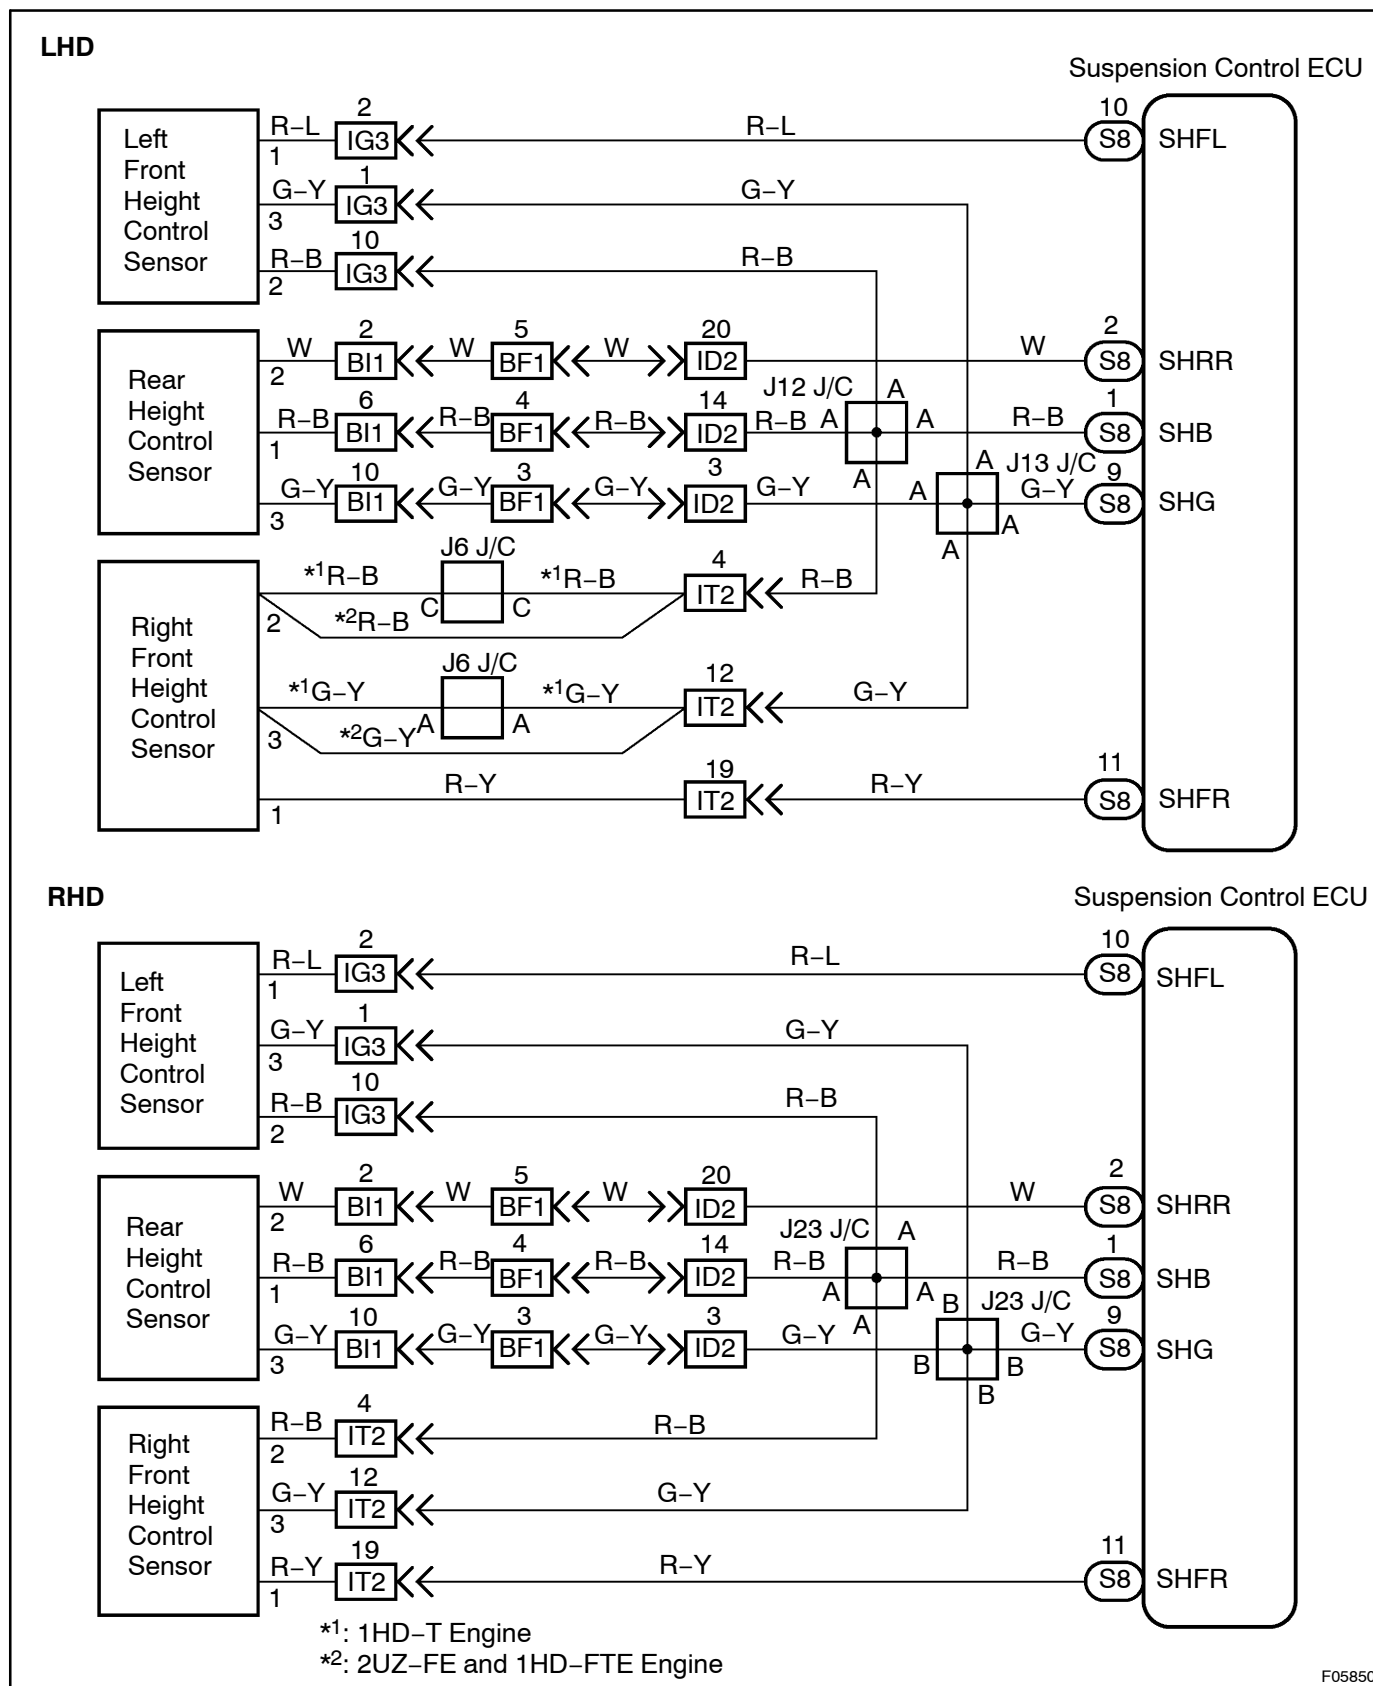 LHD
Suspension Control ECU
Left
Front
Height
Control
Sensor
R–L
1
2
IG3
R–L
10
S8
SHFL
G–Y
3
1
IG3
G–Y
R–B
2
10
IG3
R–B
Rear
Height
Control
Sensor
W
2
2
BI1
W
5
BF1
W
20
ID2
W
2
S8
SHRR
R–B
1
6
BI1
R–B
4
BF1
R–B
14
ID2
R–B
J12 J/C
A
A
A
A
R–B
1
S8
SHB
G–Y
3
10
BI1
G–Y
3
BF1
G–Y
3
ID2
G–Y
J13 J/C
A
A
A
A
G–Y
9
S8
SHG
Right
Front
Height
Control
Sensor
*1R–B
J6 J/C
C
C
*1R–B
2
*2R–B
4
IT2
R–B
*1G–Y
J6 J/C
A
A
*1G–Y
3
*2G–Y
12
IT2
G–Y
1
R–Y
19
IT2
R–Y
11
S8
SHFR
RHD
Suspension Control ECU
Left
Front
Height
Control
Sensor
R–L
1
2
IG3
R–L
10
S8
SHFL
G–Y
3
1
IG3
G–Y
R–B
2
10
IG3
R–B
Rear
Height
Control
Sensor
W
2
2
BI1
W
5
BF1
W
20
ID2
W
2
S8
SHRR
R–B
1
6
BI1
R–B
4
BF1
R–B
14
ID2
R–B
J23 J/C
A
A
A
A
R–B
1
S8
SHB
G–Y
3
10
BI1
G–Y
3
BF1
G–Y
3
ID2
G–Y
J23 J/C
B
B
B
B
G–Y
9
S8
SHG
Right
Front
Height
Control
Sensor
R–B
2
4
IT2
R–B
G–Y
3
12
IT2
G–Y
R–Y
1
19
IT2
R–Y
11
S8
SHFR
*1: 1HD–T Engine
*2: 2UZ–FE and 1HD–FTE Engine
F05850